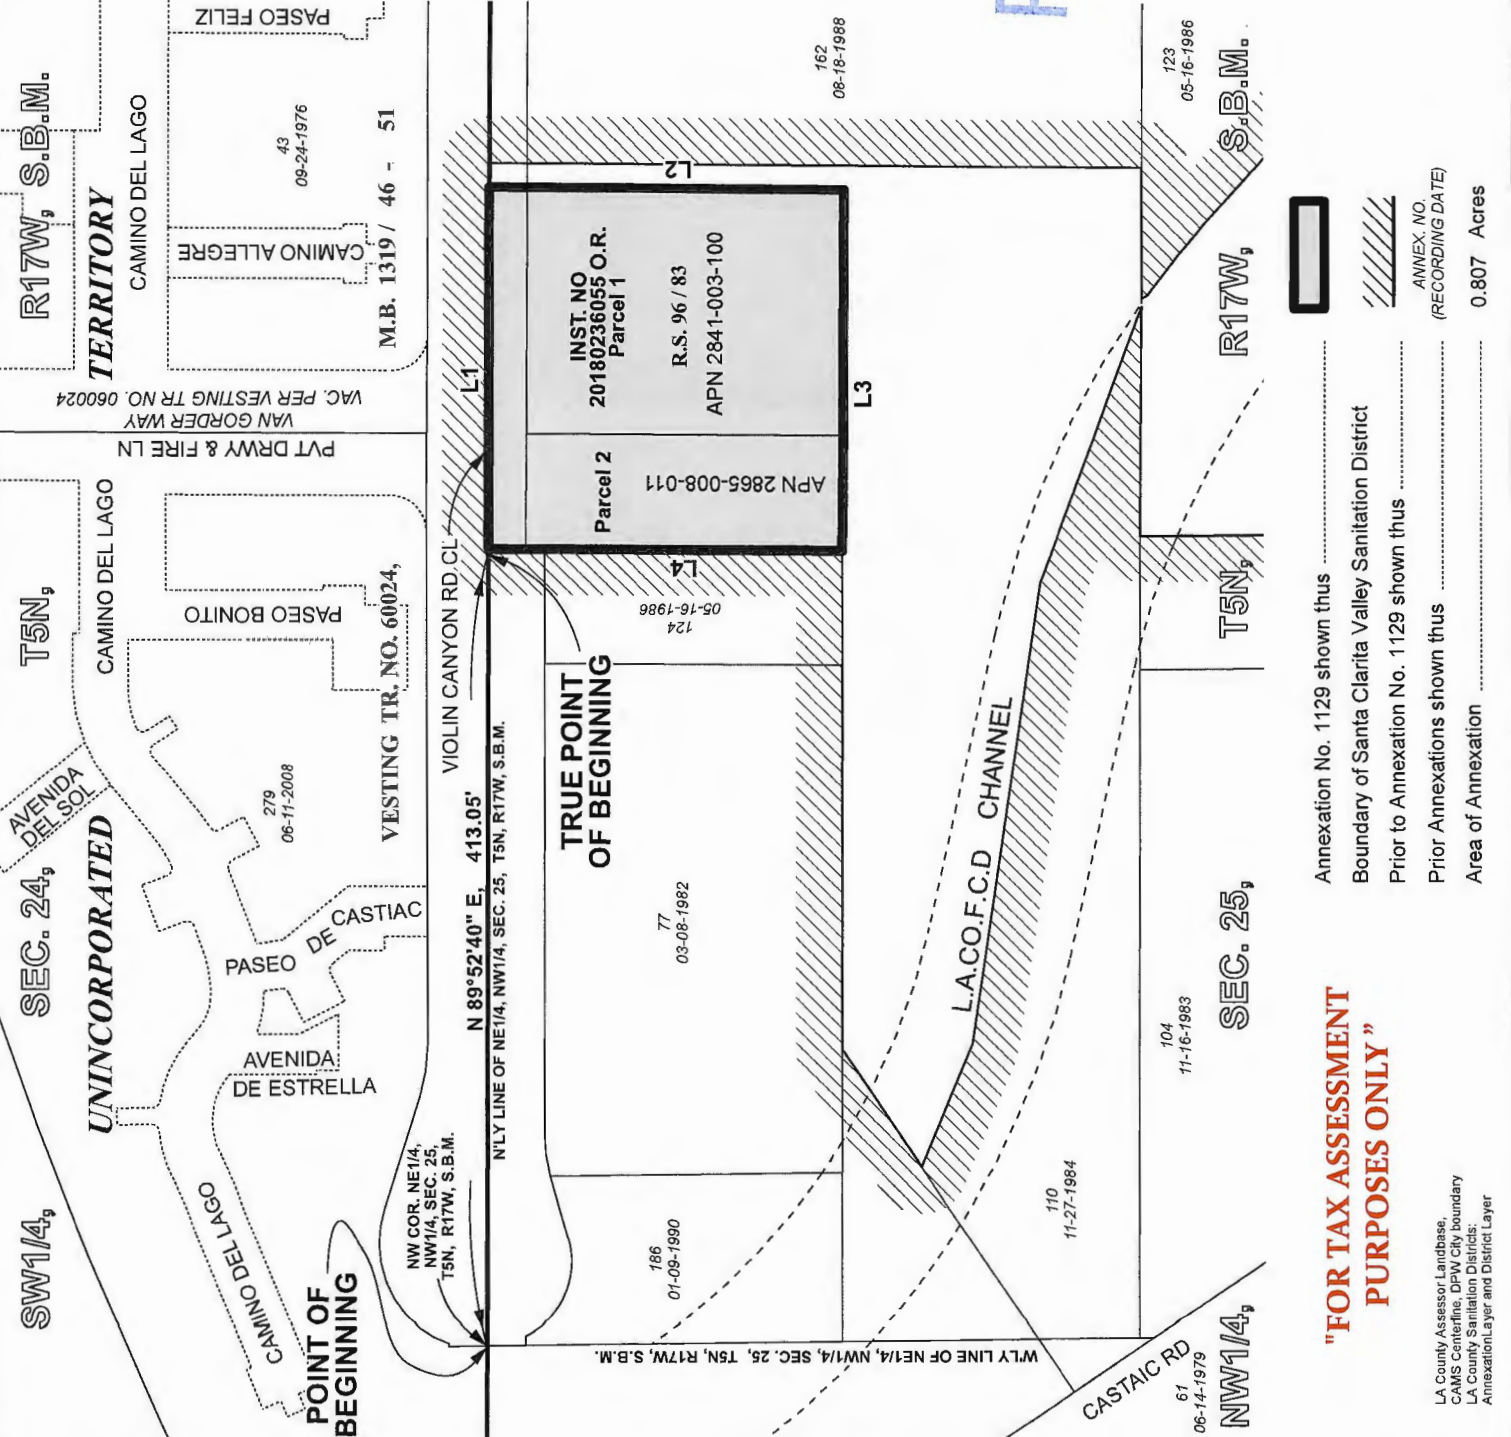 SW1/4,
SEC. 24,
T5N,
R17W, S.B.M.
UNINCORPORATED
TERRITORY
AVENIDA
DEL SOL
CAMINO DEL LAGO
CAMINO DEL LAGO
CAMINO DEL LAGO
PASEO FELIZ
43
09-24-1976
CAMINO ALLEGRE
M.B. 1319 / 46 - 51
VAN GORDER WAY
VAC. PER VESTING TR NO. 060024
PVT DRWY & FIRE LN
PASEO BONITO
VESTING TR. NO. 60024,
279
06-11-2008
PASEO
DE
CASTIAC
AVENIDA
DE ESTRELLA
POINT OF
BEGINNING
NW COR. NE1/4,
NW1/4, SEC. 25,
T5N, R17W, S.B.M.
N 89°52'40" E, 413.05'
N'LY LINE OF NE1/4, NW1/4, SEC. 25, T5N, R17W, S.B.M.
VIOLIN CANYON RD.CL
TRUE POINT
OF BEGINNING
L1
L2
L3
L4
INST. NO
20180236055 O.R.
Parcel 1
R.S. 96 / 83
APN 2841-003-100
Parcel 2
APN 2865-008-011
124
05-16-1986
162
08-18-1988
123
05-16-1986
77
03-08-1982
186
01-09-1990
110
11-27-1984
104
11-16-1983
61
06-14-1979
L.A.CO.F.C.D CHANNEL
W'LY LINE OF NE1/4, NW1/4, SEC. 25, T5N, R17W, S.B.M.
CASTAIC RD
NW1/4,
SEC. 25,
T5N,
R17W,
S.B.M.
"FOR TAX ASSESSMENT
PURPOSES ONLY"
Annexation No. 1129 shown thus
Boundary of Santa Clarita Valley Sanitation District
Prior to Annexation No. 1129 shown thus
Prior Annexations shown thus
ANNEX. NO.
(RECORDING DATE)
Area of Annexation
0.807 Acres
LA County Assessor Landbase,
CAMS Centerline, DPW City boundary
LA County Sanitation Districts:
AnnexationLayer and District Layer